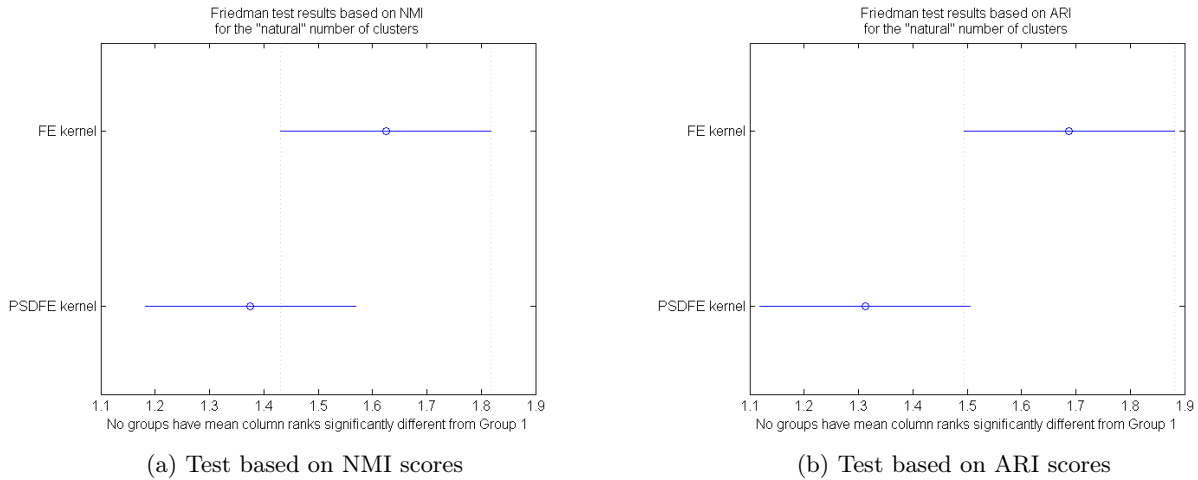 Friedman test results based on NMI
for the "natural" number of clusters
FE kernel
PSDFE kernel
1.1 1.2 1.3 1.4 1.5 1.6 1.7 1.8 1.9
No groups have mean column ranks significantly different from Group 1
(a) Test based on NMI scores
Friedman test results based on ARI
for the "natural" number of clusters
FE kernel
PSDFE kernel
1.1 1.2 1.3 1.4 1.5 1.6 1.7 1.8 1.9
No groups have mean column ranks significantly different from Group 1
(b) Test based on ARI scores